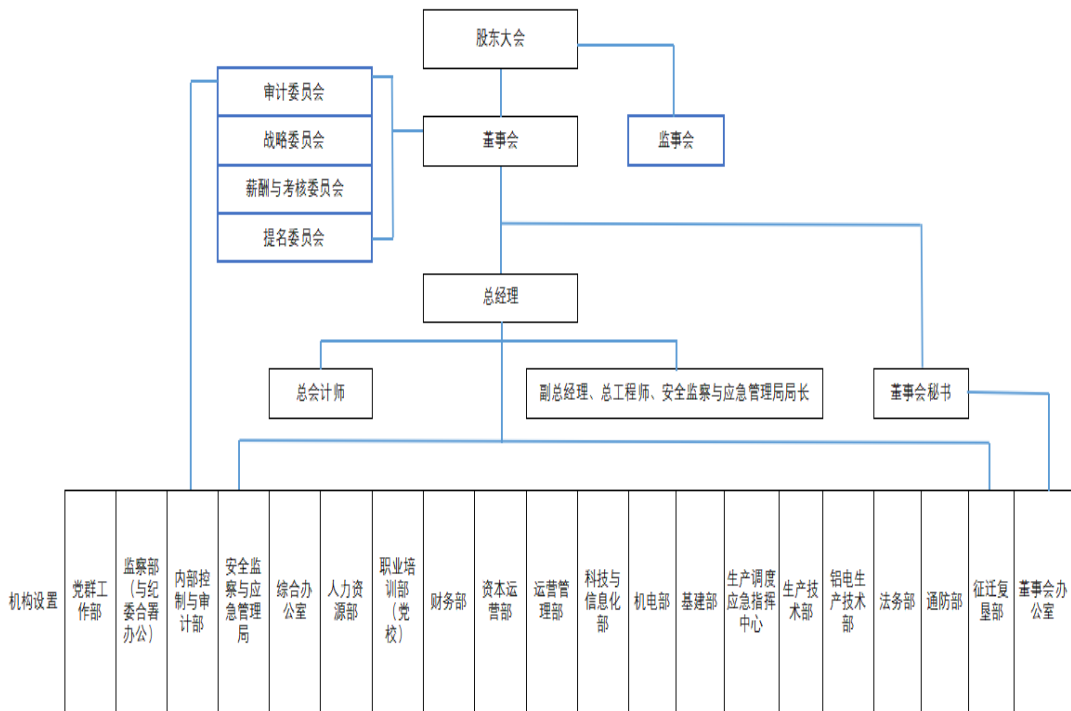 股东大会
审计委员会
战略委员会
薪酬与考核委员会
提名委员会
董事会
监事会
总经理
总会计师
副总经理、总工程师、安全监察与应急管理局局长
董事会秘书
机构设置
党群工
作部
监察部
（与纪
委合署
办公）
内部控
制与审
计部
安全监
察与应
急管理
局
综合办
公室
人力资
源部
职业培
训部
（党
校）
财务部
资本运
营部
运营管
理部
科技与
信息化
部
机电部
基建部
生产调度
应急指挥
中心
生产技
术部
铝电生
产技术
部
法务部
通防部
征迁复
垦部
董事会办
公室